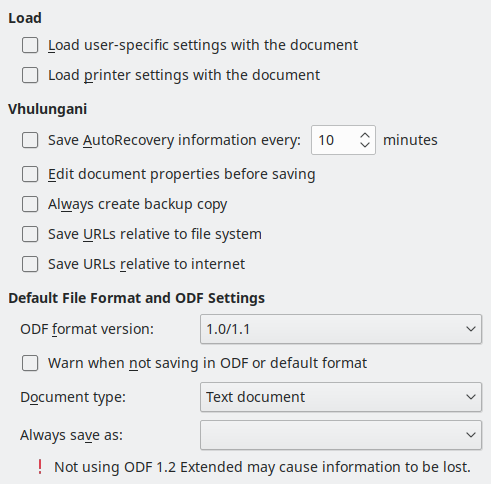 Load
Load user-specific settings with the document
Load printer settings with the document
Vhulungani
Save AutoRecovery information every: 10 minutes
Edit document properties before saving
Always create backup copy
Save URLs relative to file system
Save URLs relative to internet
Default File Format and ODF Settings
ODF format version: 1.0/1.1
Warn when not saving in ODF or default format
Document type: Text document
Always save as:
! Not using ODF 1.2 Extended may cause information to be lost.